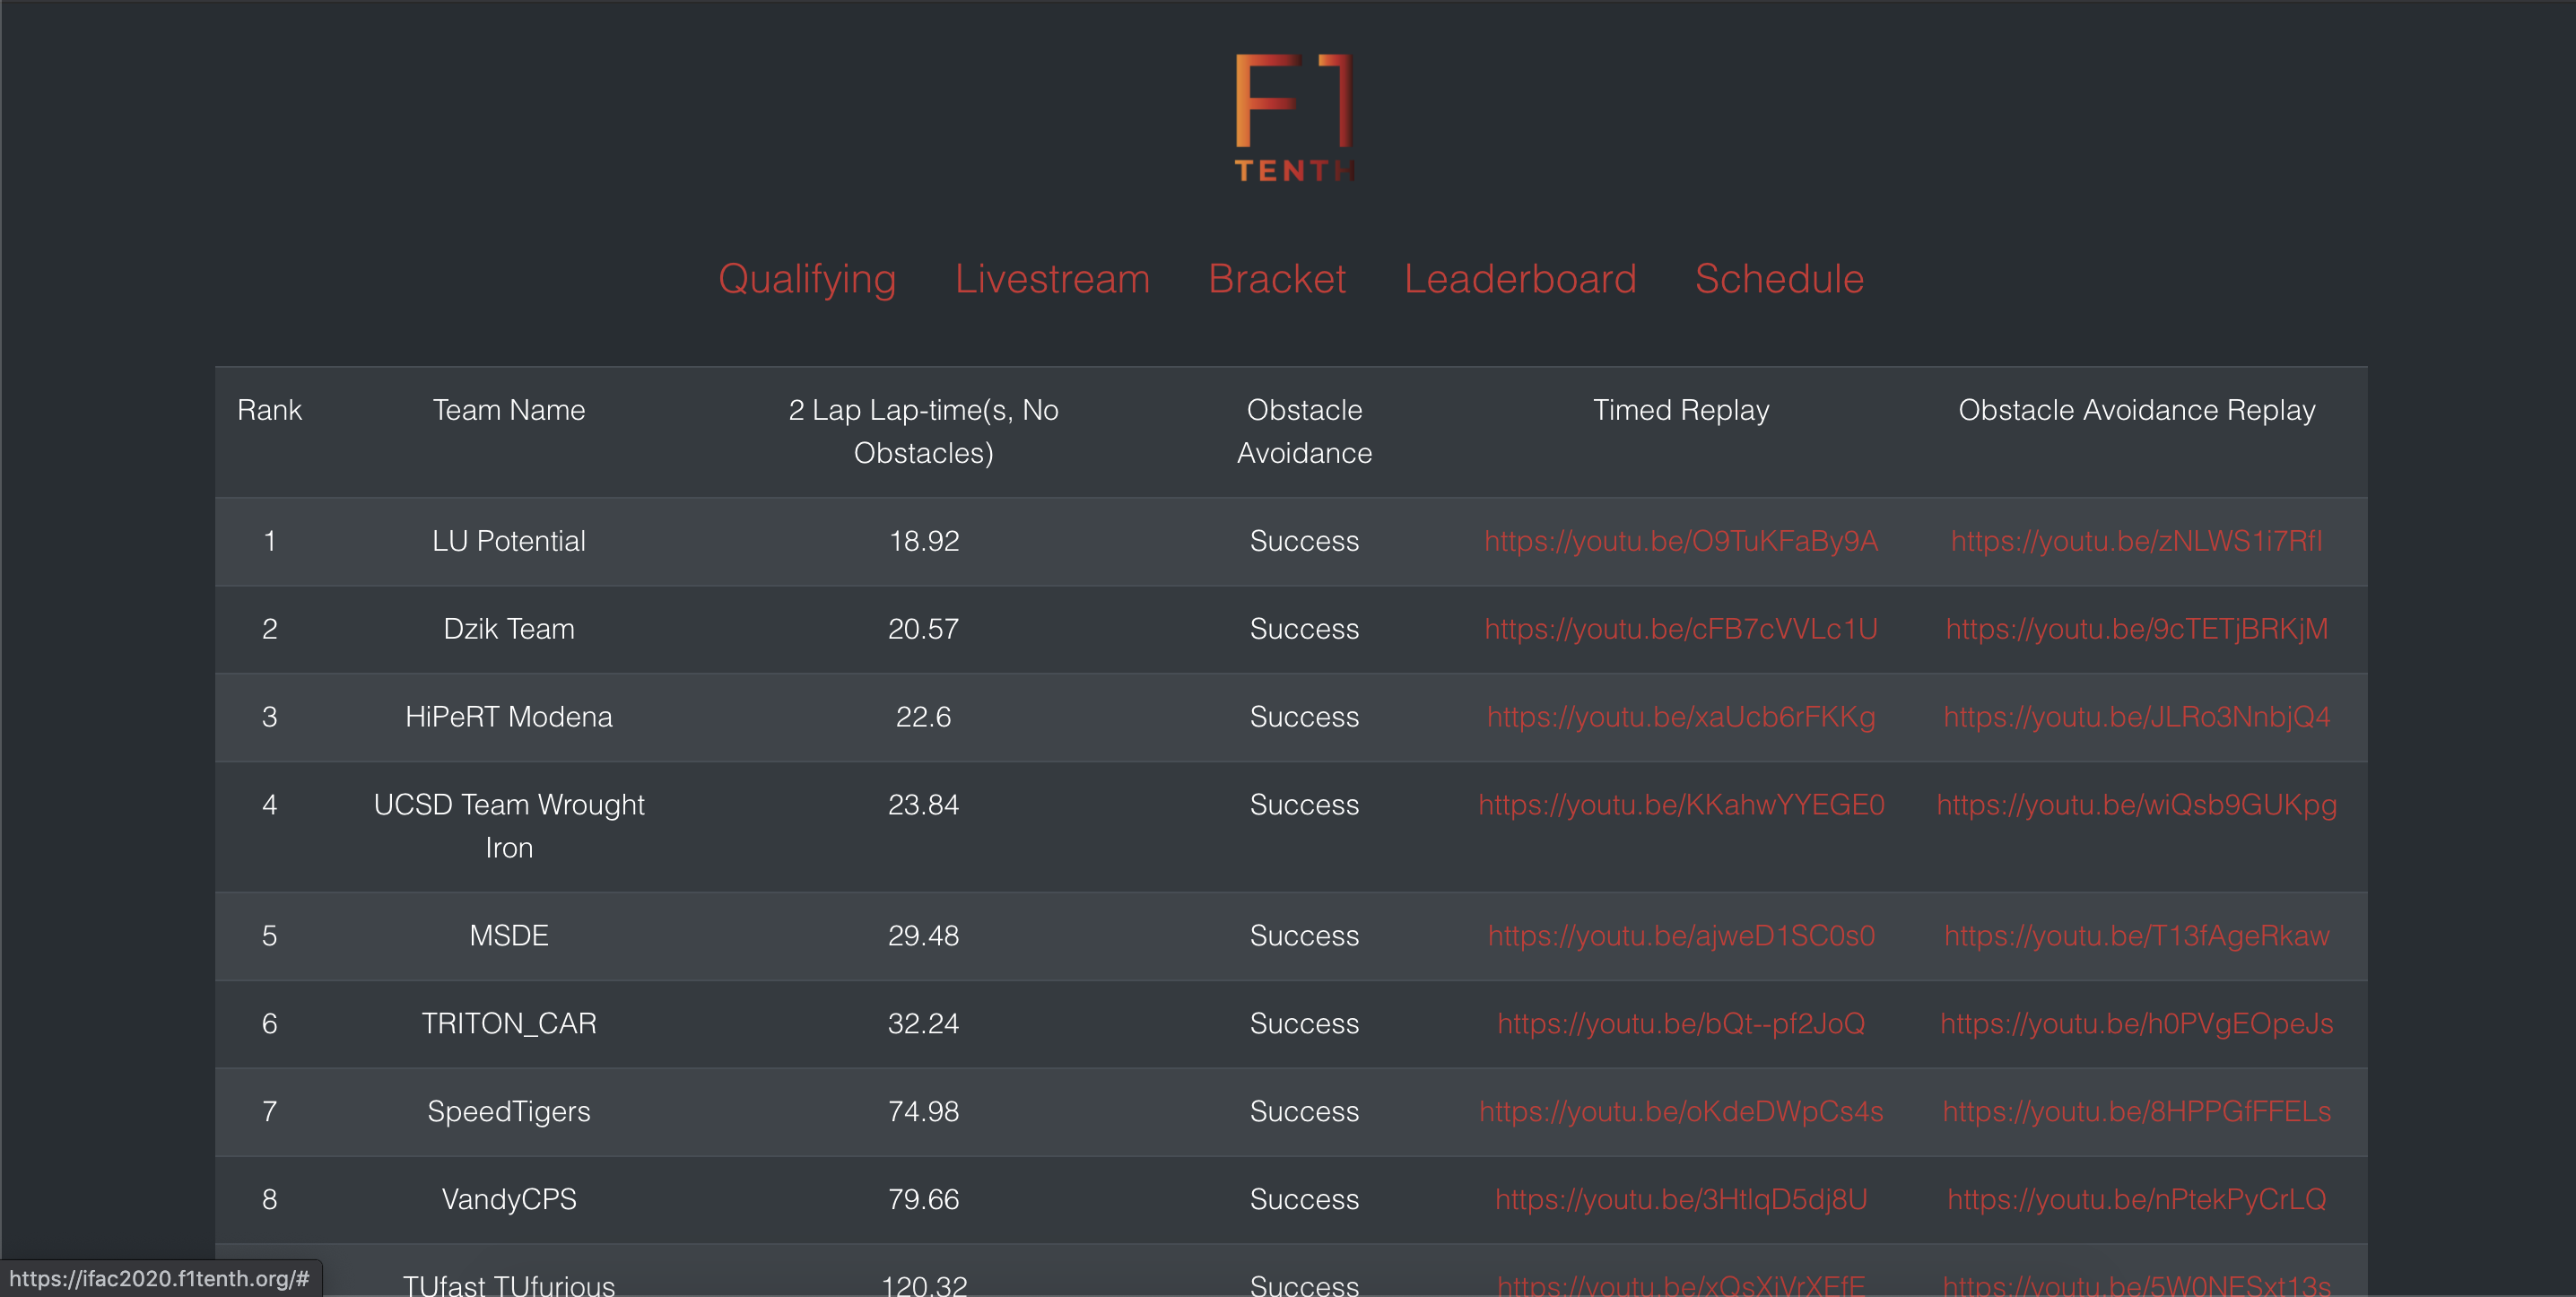 F1
TENTH
Qualifying Livestream Bracket Leaderboard Schedule
Rank Team Name 2 Lap Lap-time(s, No Obstacle Timed Replay Obstacle Avoidance Replay
Obstacles) Avoidance
1 LU Potential 18.92 Success https://youtu.be/O9TuKFaBy9A https://youtu.be/zNLWS1i7RfI
2 Dzik Team 20.57 Success https://youtu.be/cFB7cVVLc1U https://youtu.be/9cTETjBRKjM
3 HiPeRT Modena 22.6 Success https://youtu.be/xaUcb6rFKKg https://youtu.be/JLRo3NnbjQ4
4 UCSD Team Wrought 23.84 Success https://youtu.be/KKahwYYEGE0 https://youtu.be/wiQsb9GUKpg
Iron
5 MSDE 29.48 Success https://youtu.be/ajweD1SC0s0 https://youtu.be/T13fAgeRkaw
6 TRITON_CAR 32.24 Success https://youtu.be/bQt--pf2JoQ https://youtu.be/h0PVgEOpeJs
7 SpeedTigers 74.98 Success https://youtu.be/oKdeDWpCs4s https://youtu.be/8HPPGfFFELs
8 VandyCPS 79.66 Success https://youtu.be/3HtIqD5dj8U https://youtu.be/nPtekPyCrLQ
TUfast TUfurious 120.32 Success https://youtu.be/xQsXiVrXEfE https://youtu.be/5W0NESxt13s
https://ifac2020.f1tenth.org/#